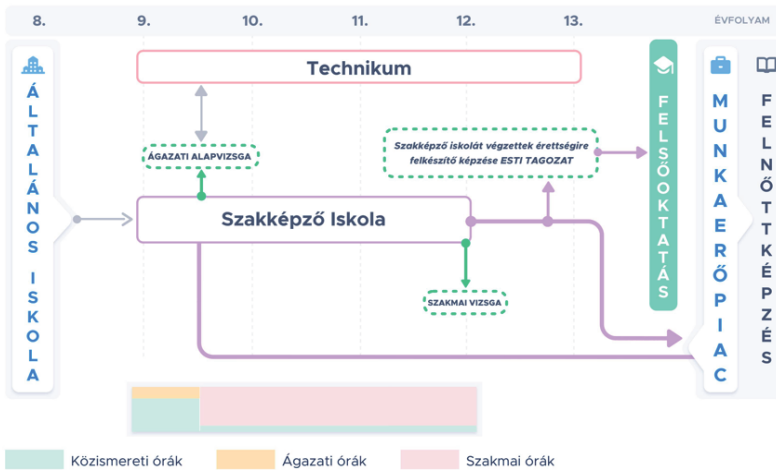 8. 9. 10. 11. 12. 13. ÉVFOLYAM
ÁLTALÁNOS ISKOLA
Technikum
ÁGAZATI ALAPVIZSGA
Szakképző iskolát végzettek érettségire
felkészítő képzése ESTI TAGOZAT
Szakképző Iskola
SZAKMAI VIZSGA
FELSŐOKTATÁS
MUNKAERŐPIAC
FELNŐTTKÉPZÉS
Közismereti órák
Ágazati órák
Szakmai órák